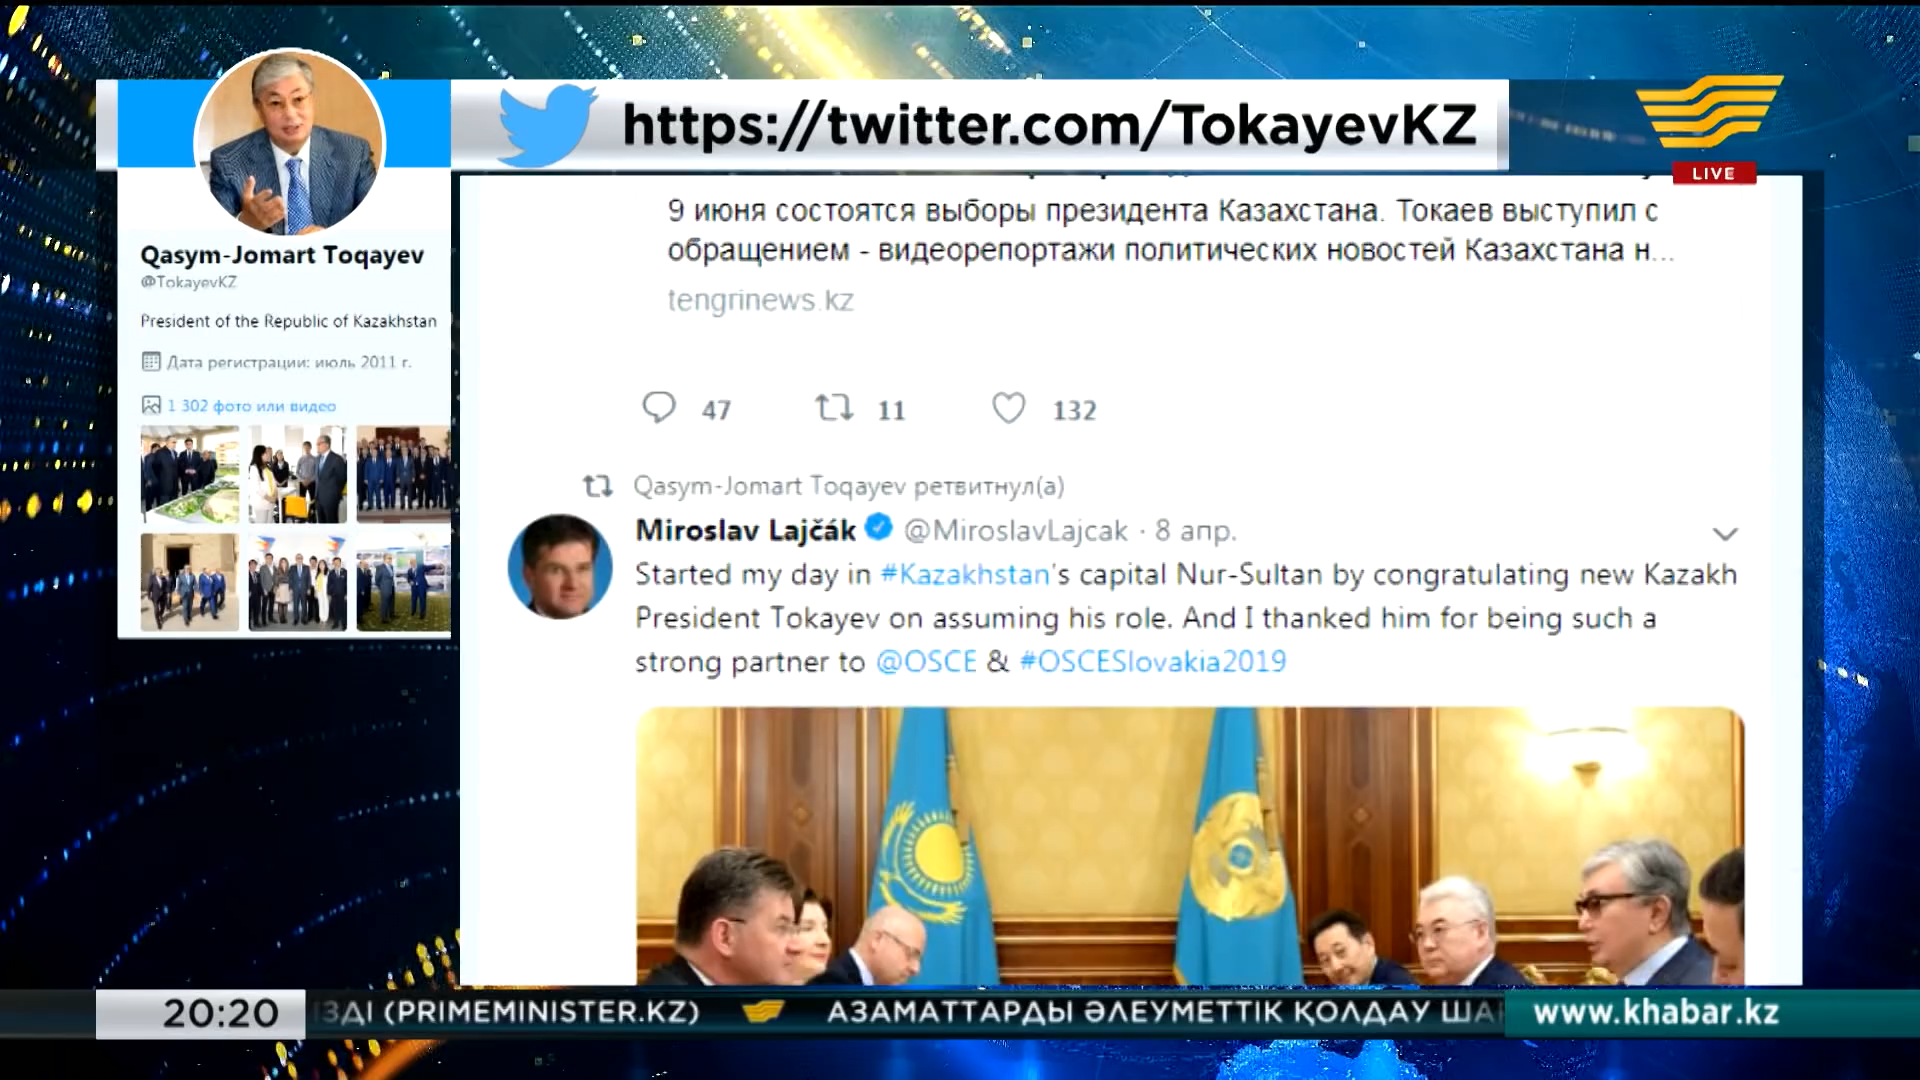 https://twitter.com/TokayevKZ
LIVE
Qasym-Jomart Toqayev
@TokayevKZ
President of the Republic of Kazakhstan
Дата регистрации: июль 2011 г.
1 302 фото или видео
9 июня состоятся выборы президента Казахстана. Токаев выступил с
обращением - видеорепортажи политических новостей Казахстана н...
tengrinews.kz
47 11 132
Qasym-Jomart Toqayev ретвитнул(а)
Miroslav Lajčák @MiroslavLajcak · 8 апр.
Started my day in #Kazakhstan's capital Nur-Sultan by congratulating new Kazakh
President Tokayev on assuming his role. And I thanked him for being such a
strong partner to @OSCE & #OSCESlovakia2019
20:20 ІЗДІ (PRIMEMINISTER.KZ) АЗАМАТТАРДЫ ӘЛЕУМЕТТІК ҚОЛДАУ ША www.khabar.kz